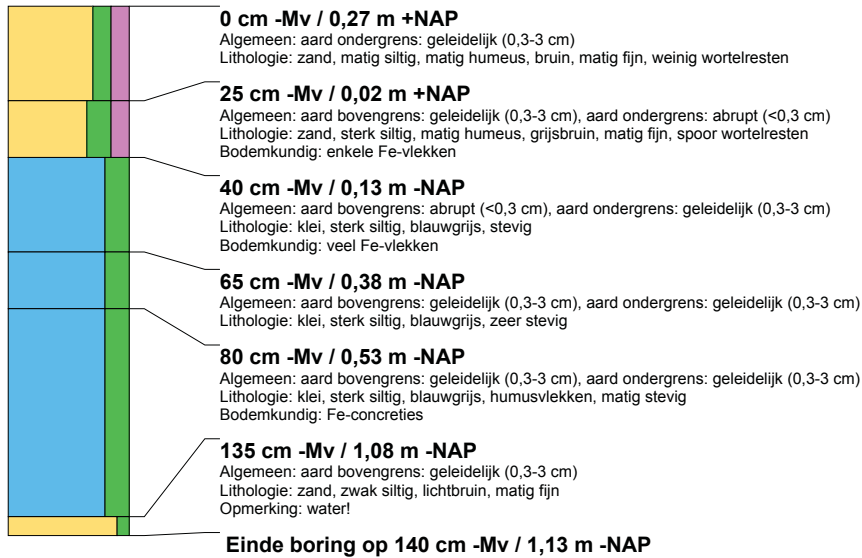 0 cm -Mv / 0,27 m +NAP
Algemeen: aard ondergrens: geleidelijk (0,3-3 cm)
Lithologie: zand, matig siltig, matig humeus, bruin, matig fijn, weinig wortelresten
25 cm -Mv / 0,02 m +NAP
Algemeen: aard bovengrens: geleidelijk (0,3-3 cm), aard ondergrens: abrupt (<0,3 cm)
Lithologie: zand, sterk siltig, matig humeus, grijsbruin, matig fijn, spoor wortelresten
Bodemkundig: enkele Fe-vlekken
40 cm -Mv / 0,13 m -NAP
Algemeen: aard bovengrens: abrupt (<0,3 cm), aard ondergrens: geleidelijk (0,3-3 cm)
Lithologie: klei, sterk siltig, blauwgrijs, stevig
Bodemkundig: veel Fe-vlekken
65 cm -Mv / 0,38 m -NAP
Algemeen: aard bovengrens: geleidelijk (0,3-3 cm), aard ondergrens: geleidelijk (0,3-3 cm)
Lithologie: klei, sterk siltig, blauwgrijs, zeer stevig
80 cm -Mv / 0,53 m -NAP
Algemeen: aard bovengrens: geleidelijk (0,3-3 cm), aard ondergrens: geleidelijk (0,3-3 cm)
Lithologie: klei, sterk siltig, blauwgrijs, humusvlekken, matig stevig
Bodemkundig: Fe-concreties
135 cm -Mv / 1,08 m -NAP
Algemeen: aard bovengrens: geleidelijk (0,3-3 cm)
Lithologie: zand, zwak siltig, lichtbruin, matig fijn
Opmerking: water!
Einde boring op 140 cm -Mv / 1,13 m -NAP